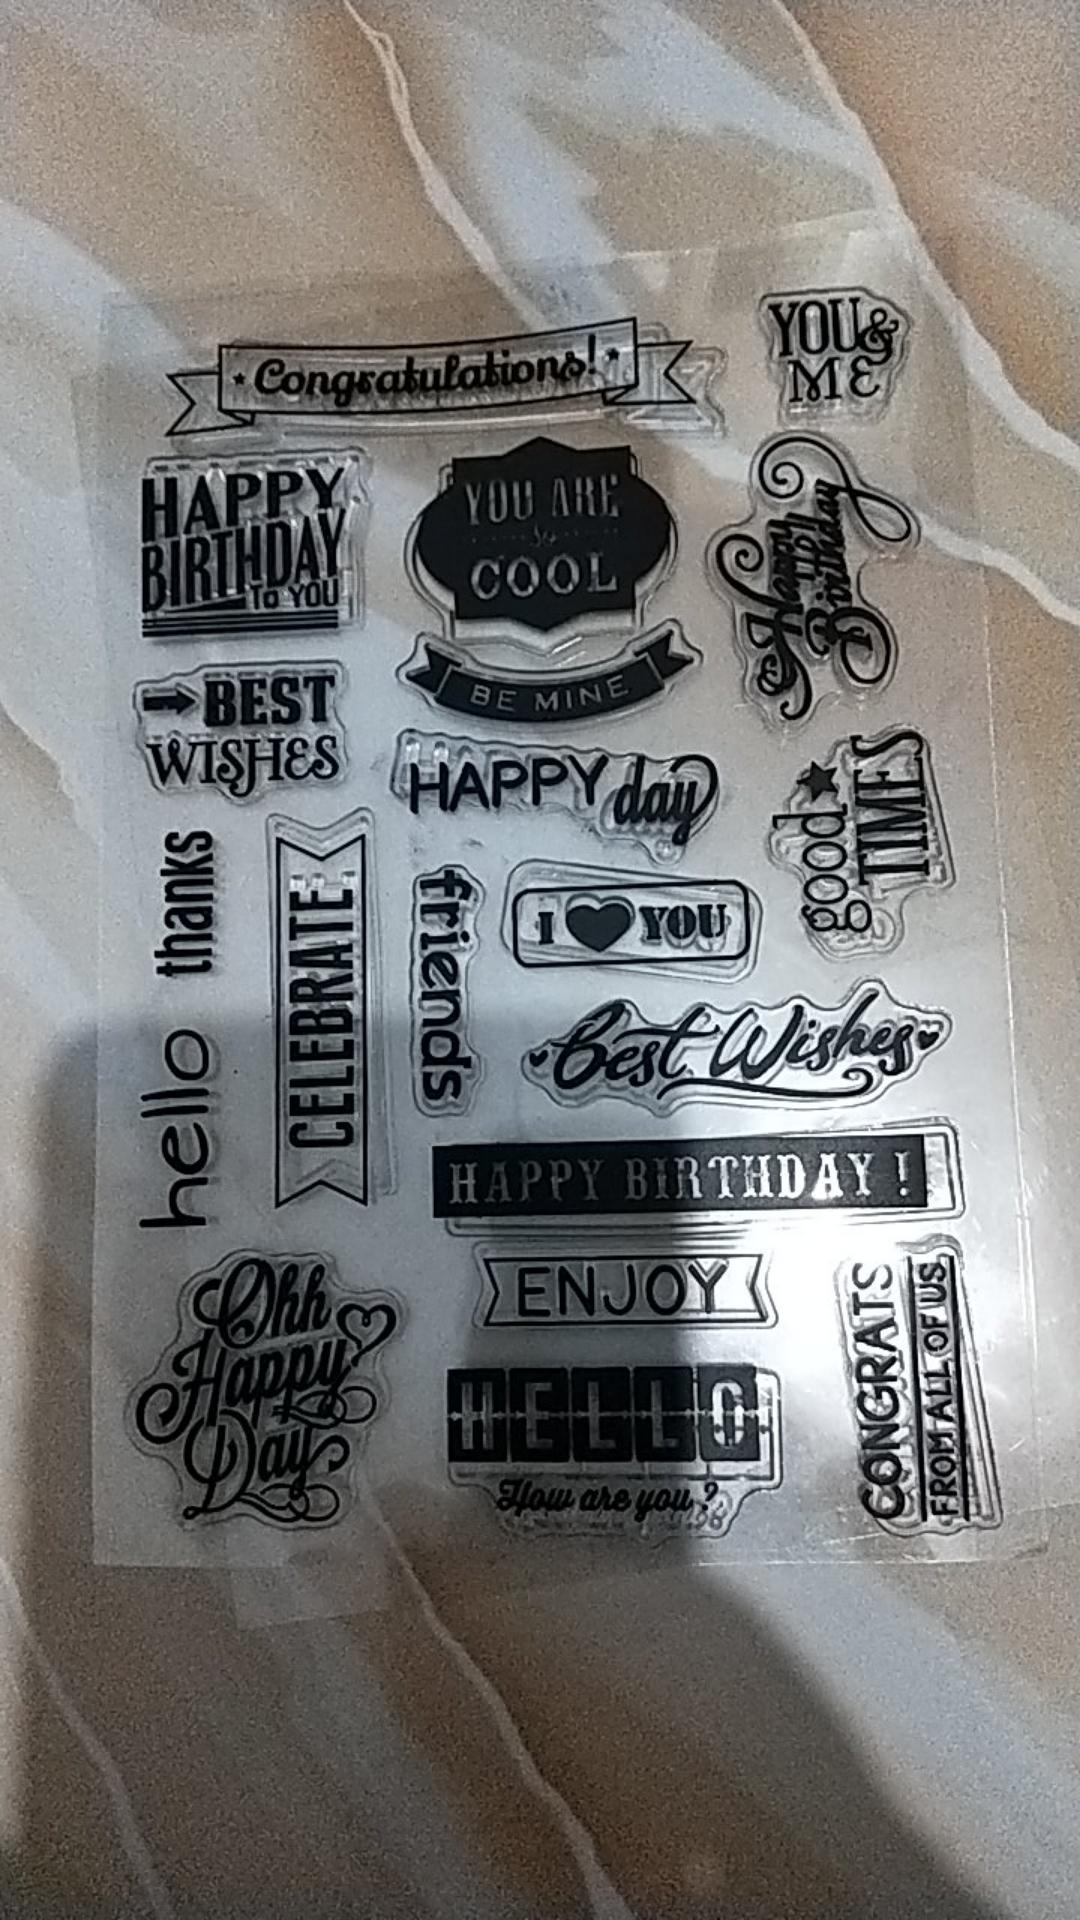 Congratulations!
YOU &
ME
HAPPY
BIRTHDAY
TO YOU
YOU ARE
So
COOL
BE MINE
Happy
Birthday
BEST
WISHES
HAPPY day
good
TIMES
thanks
CELEBRATE
friends
I ♥ YOU
hello
Best Wishes
HAPPY BIRTHDAY !
Ohh
Happy
Day
ENJOY
HELLO
How are you ?
CONGRATS
FROM ALL OF US